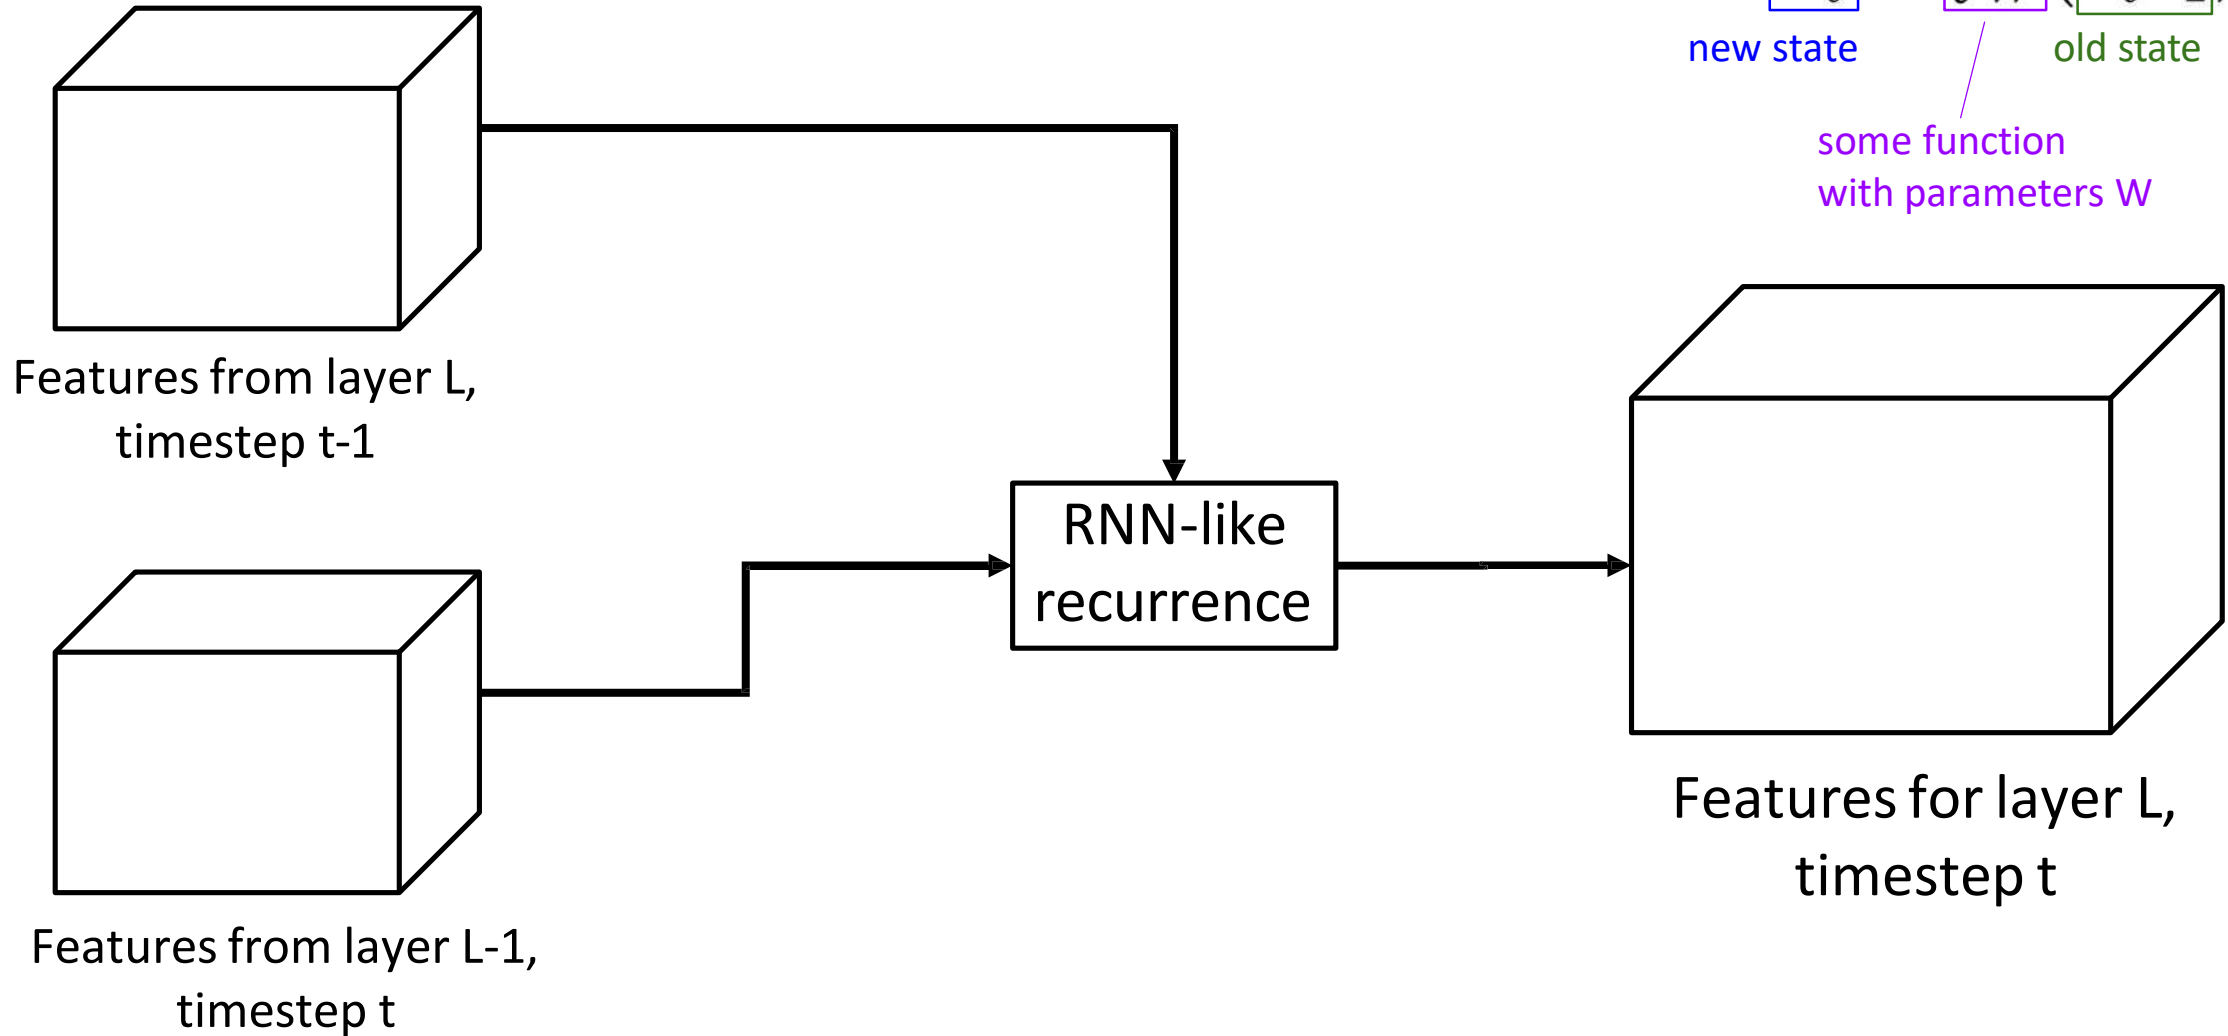 new state
old state
some function
with parameters W
Features from layer L,
timestep t-1
RNN-like
recurrence
Features for layer L,
timestep t
Features from layer L-1,
timestep t